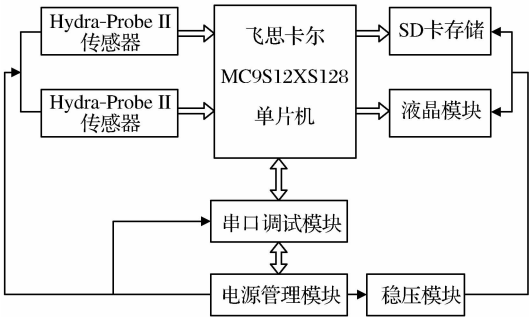 Hydra-Probe II
传感器
Hydra-Probe II
传感器
飞思卡尔
MC9S12XS128
单片机
SD卡存储
液晶模块
串口调试模块
电源管理模块
稳压模块